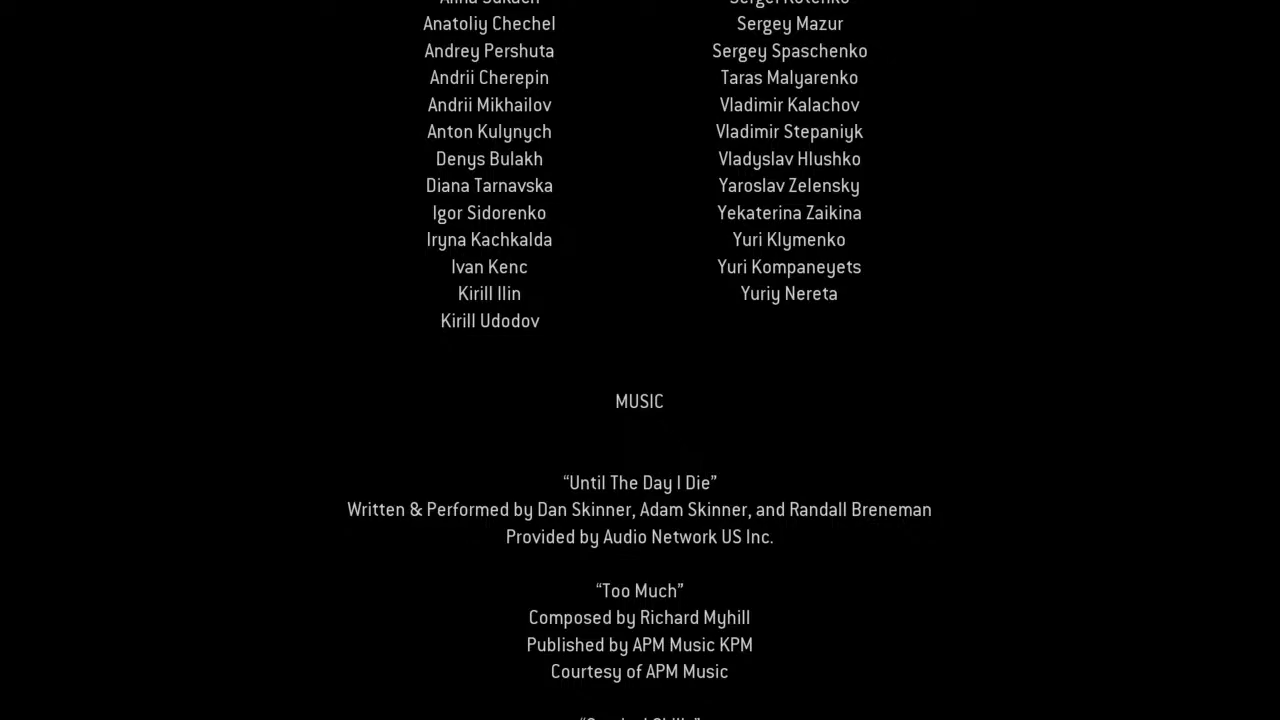 Anatoliy Chechel
Andrey Pershuta
Andrii Cherepin
Andrii Mikhailov
Anton Kulynych
Denys Bulakh
Diana Tarnavska
Igor Sidorenko
Iryna Kachkalda
Ivan Kenc
Kirill Ilin
Kirill Udodov
Sergey Mazur
Sergey Spaschenko
Taras Malyarenko
Vladimir Kalachov
Vladimir Stepaniyk
Vladyslav Hlushko
Yaroslav Zelensky
Yekaterina Zaikina
Yuri Klymenko
Yuri Kompaneyets
Yuriy Nereta
MUSIC
“Until The Day I Die”
Written & Performed by Dan Skinner, Adam Skinner, and Randall Breneman
Provided by Audio Network US Inc.
“Too Much”
Composed by Richard Myhill
Published by APM Music KPM
Courtesy of APM Music